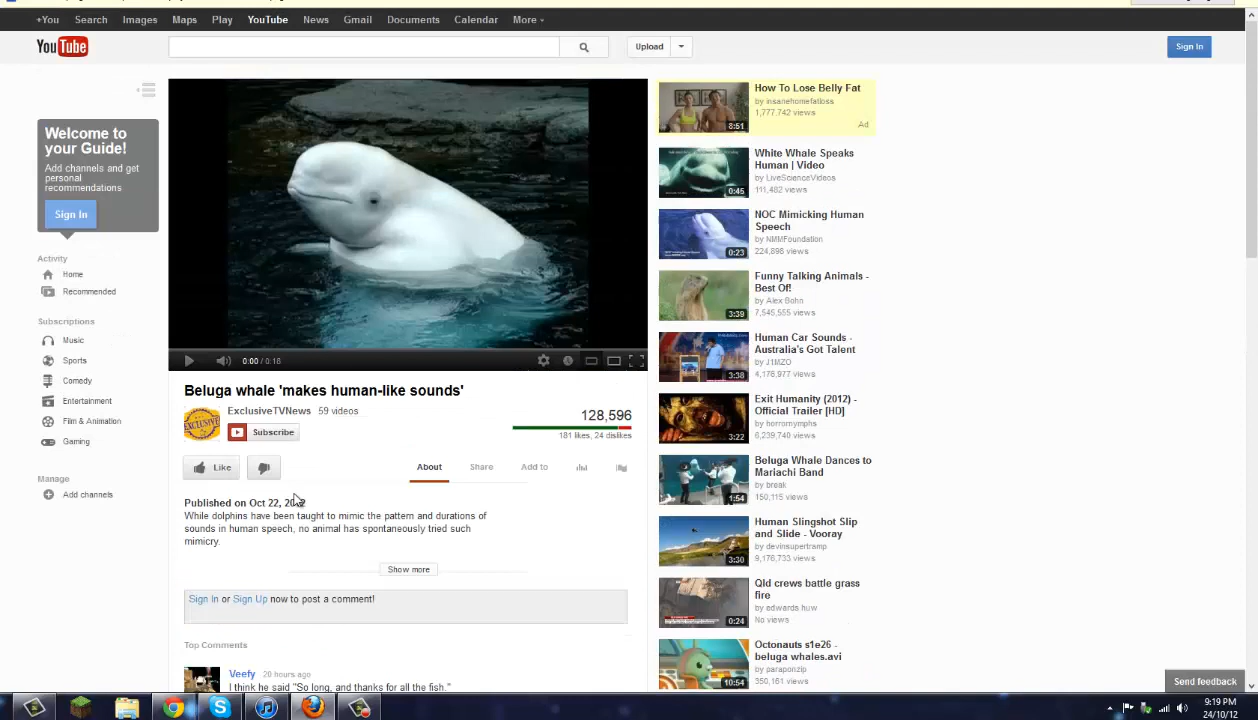 +You Search Images Maps Play YouTube News Gmail Documents Calendar More
YouTube
Upload
Sign In
Welcome to
your Guide!
Add channels and get
personal
recommendations
Sign In
Activity
Home
Recommended
Subscriptions
Music
Sports
Comedy
Entertainment
Film & Animation
Gaming
Manage
Add channels
0:00 / 0:18
Beluga whale 'makes human-like sounds'
ExclusiveTVNews 59 videos
EXCLUSIVE
Subscribe
128,596
181 likes, 24 dislikes
Like
About Share Add to
Published on Oct 22, 2012
While dolphins have been taught to mimic the pattern and durations of
sounds in human speech, no animal has spontaneously tried such
mimicry.
Show more
Sign In or Sign Up now to post a comment!
Top Comments
Veefy 20 hours ago
I think he said "So long, and thanks for all the fish."
How To Lose Belly Fat
by insanehomefatloss
1,777,742 views
Ad
8:51
White Whale Speaks
Human | Video
by LiveScienceVideos
111,482 views
0:45
NOC Mimicking Human
Speech
by NMMFoundation
224,898 views
0:23
Funny Talking Animals -
Best Of!
by Alex Bohn
7,545,555 views
3:39
Human Car Sounds -
Australia's Got Talent
by J1MZO
4,178,977 views
3:38
Exit Humanity (2012) -
Official Trailer [HD]
by horrornymphs
6,239,740 views
3:22
Beluga Whale Dances to
Mariachi Band
by break
150,115 views
1:54
Human Slingshot Slip
and Slide - Vooray
by devinsupertramp
9,176,733 views
3:30
Qld crews battle grass
fire
by edwards huw
No views
0:24
Octonauts s1e26 -
beluga whales.avi
by paraponzip
350,161 views
10:54
Send feedback
9:19 PM
24/10/12